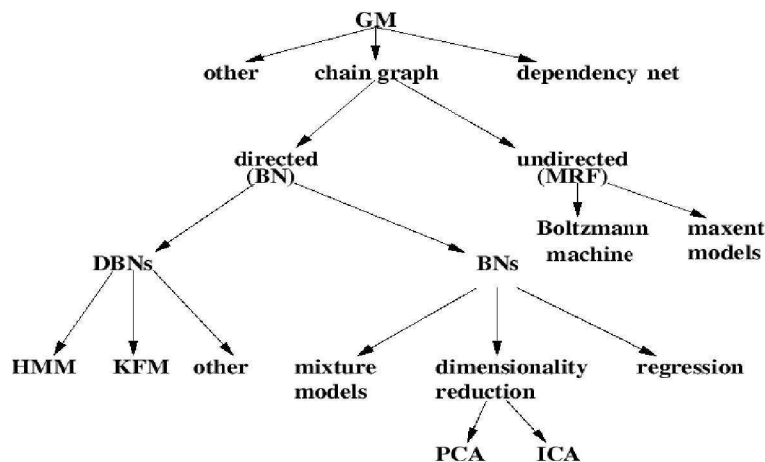 GM
other chain graph dependency net
directed undirected
(BN) (MRF)
Boltzmann maxent
machine models
DBNs BNs
HMM KFM other mixture dimensionality regression
models reduction
PCA ICA